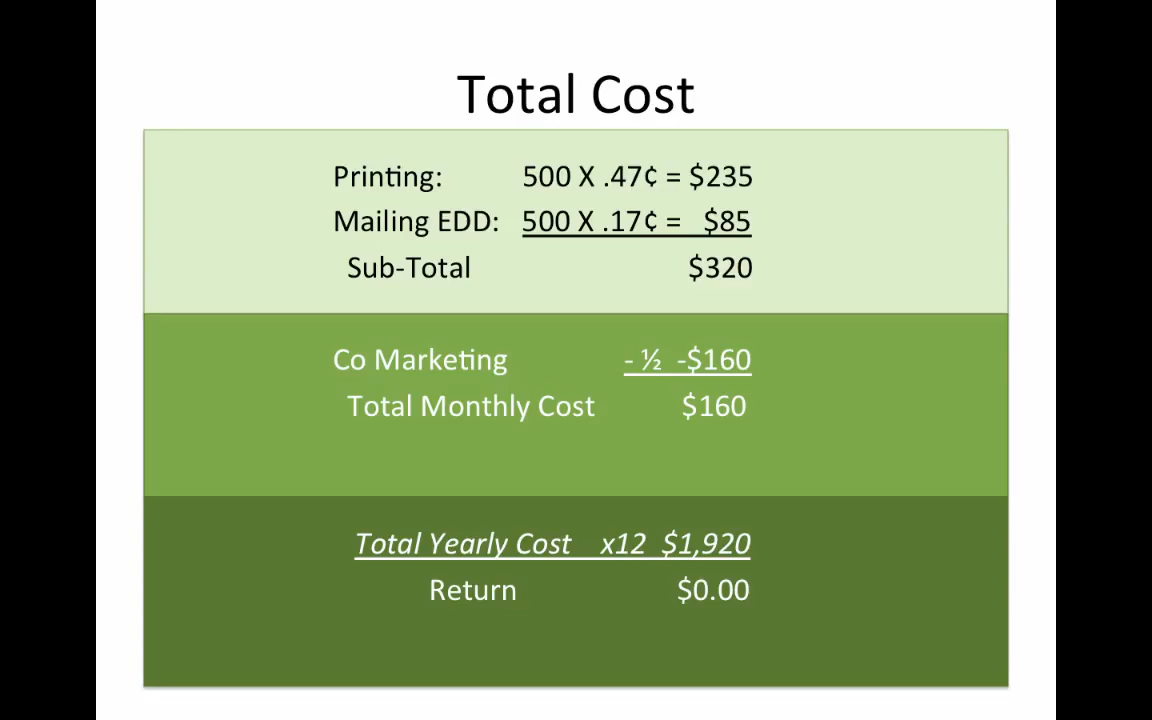 Total Cost
Printing: 500 X .47¢ = $235
Mailing EDD: 500 X .17¢ = $85
Sub-Total $320
Co Marketing - ½ -$160
Total Monthly Cost $160
Total Yearly Cost x12 $1,920
Return $0.00